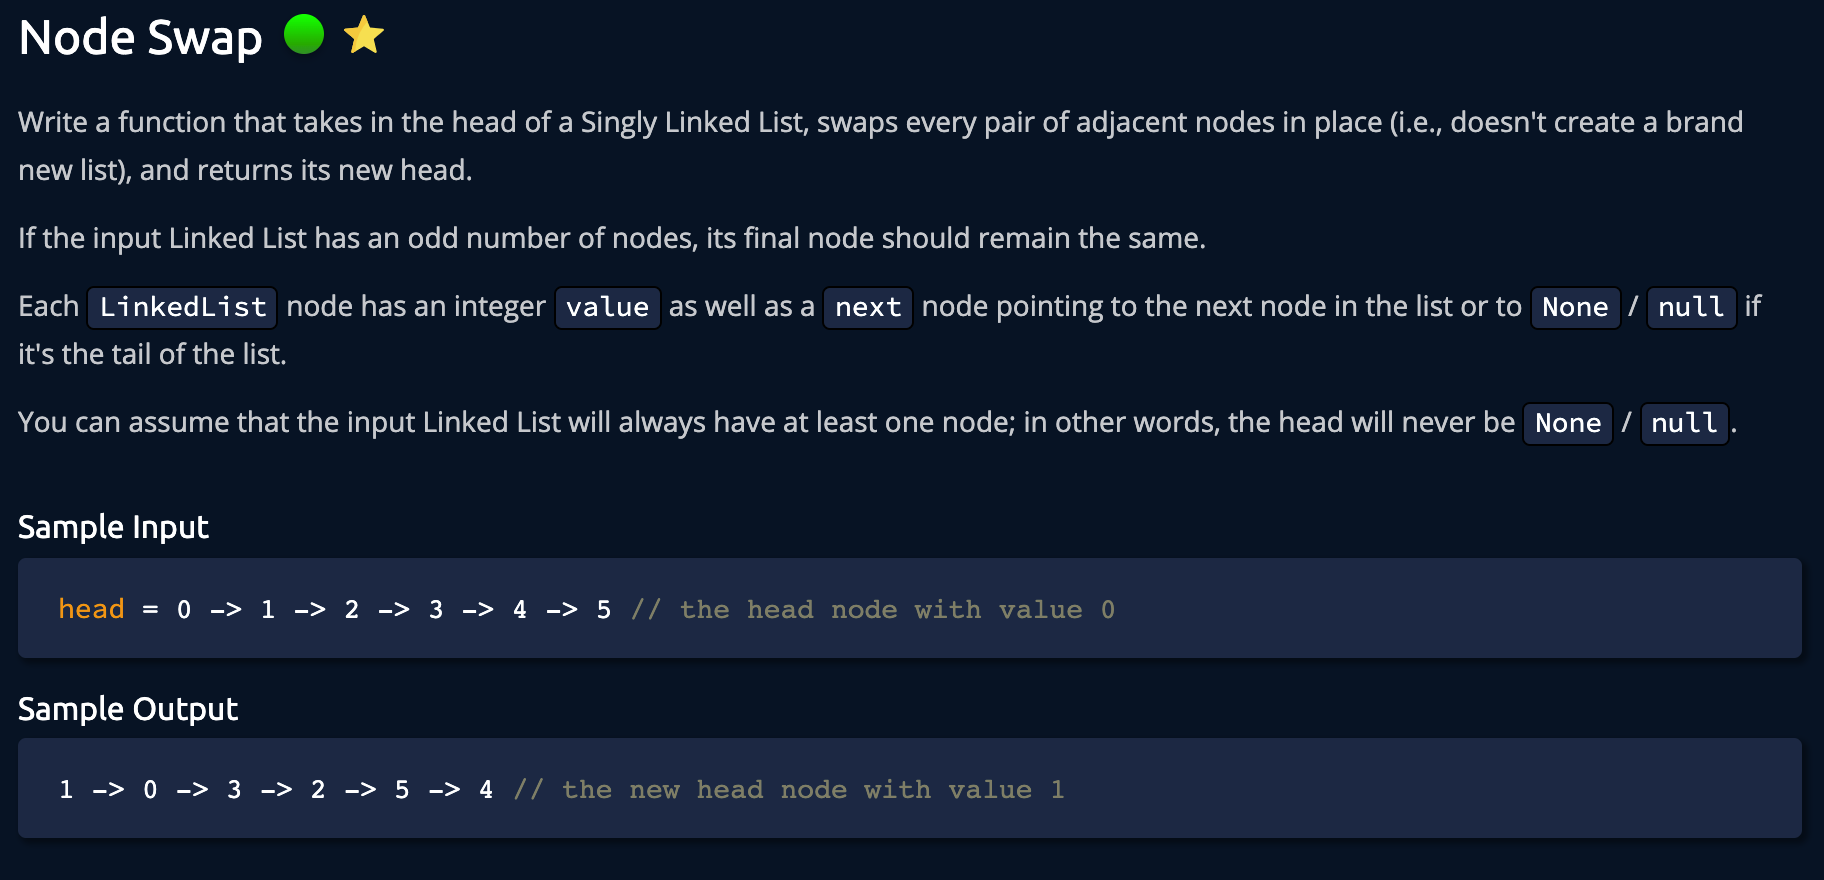 Node Swap
Write a function that takes in the head of a Singly Linked List, swaps every pair of adjacent nodes in place (i.e., doesn't create a brand
new list), and returns its new head.
If the input Linked List has an odd number of nodes, its final node should remain the same.
Each LinkedList node has an integer value as well as a next node pointing to the next node in the list or to None / null if
it's the tail of the list.
You can assume that the input Linked List will always have at least one node; in other words, the head will never be None / null.
Sample Input
head = 0 -> 1 -> 2 -> 3 -> 4 -> 5 // the head node with value 0
Sample Output
1 -> 0 -> 3 -> 2 -> 5 -> 4 // the new head node with value 1